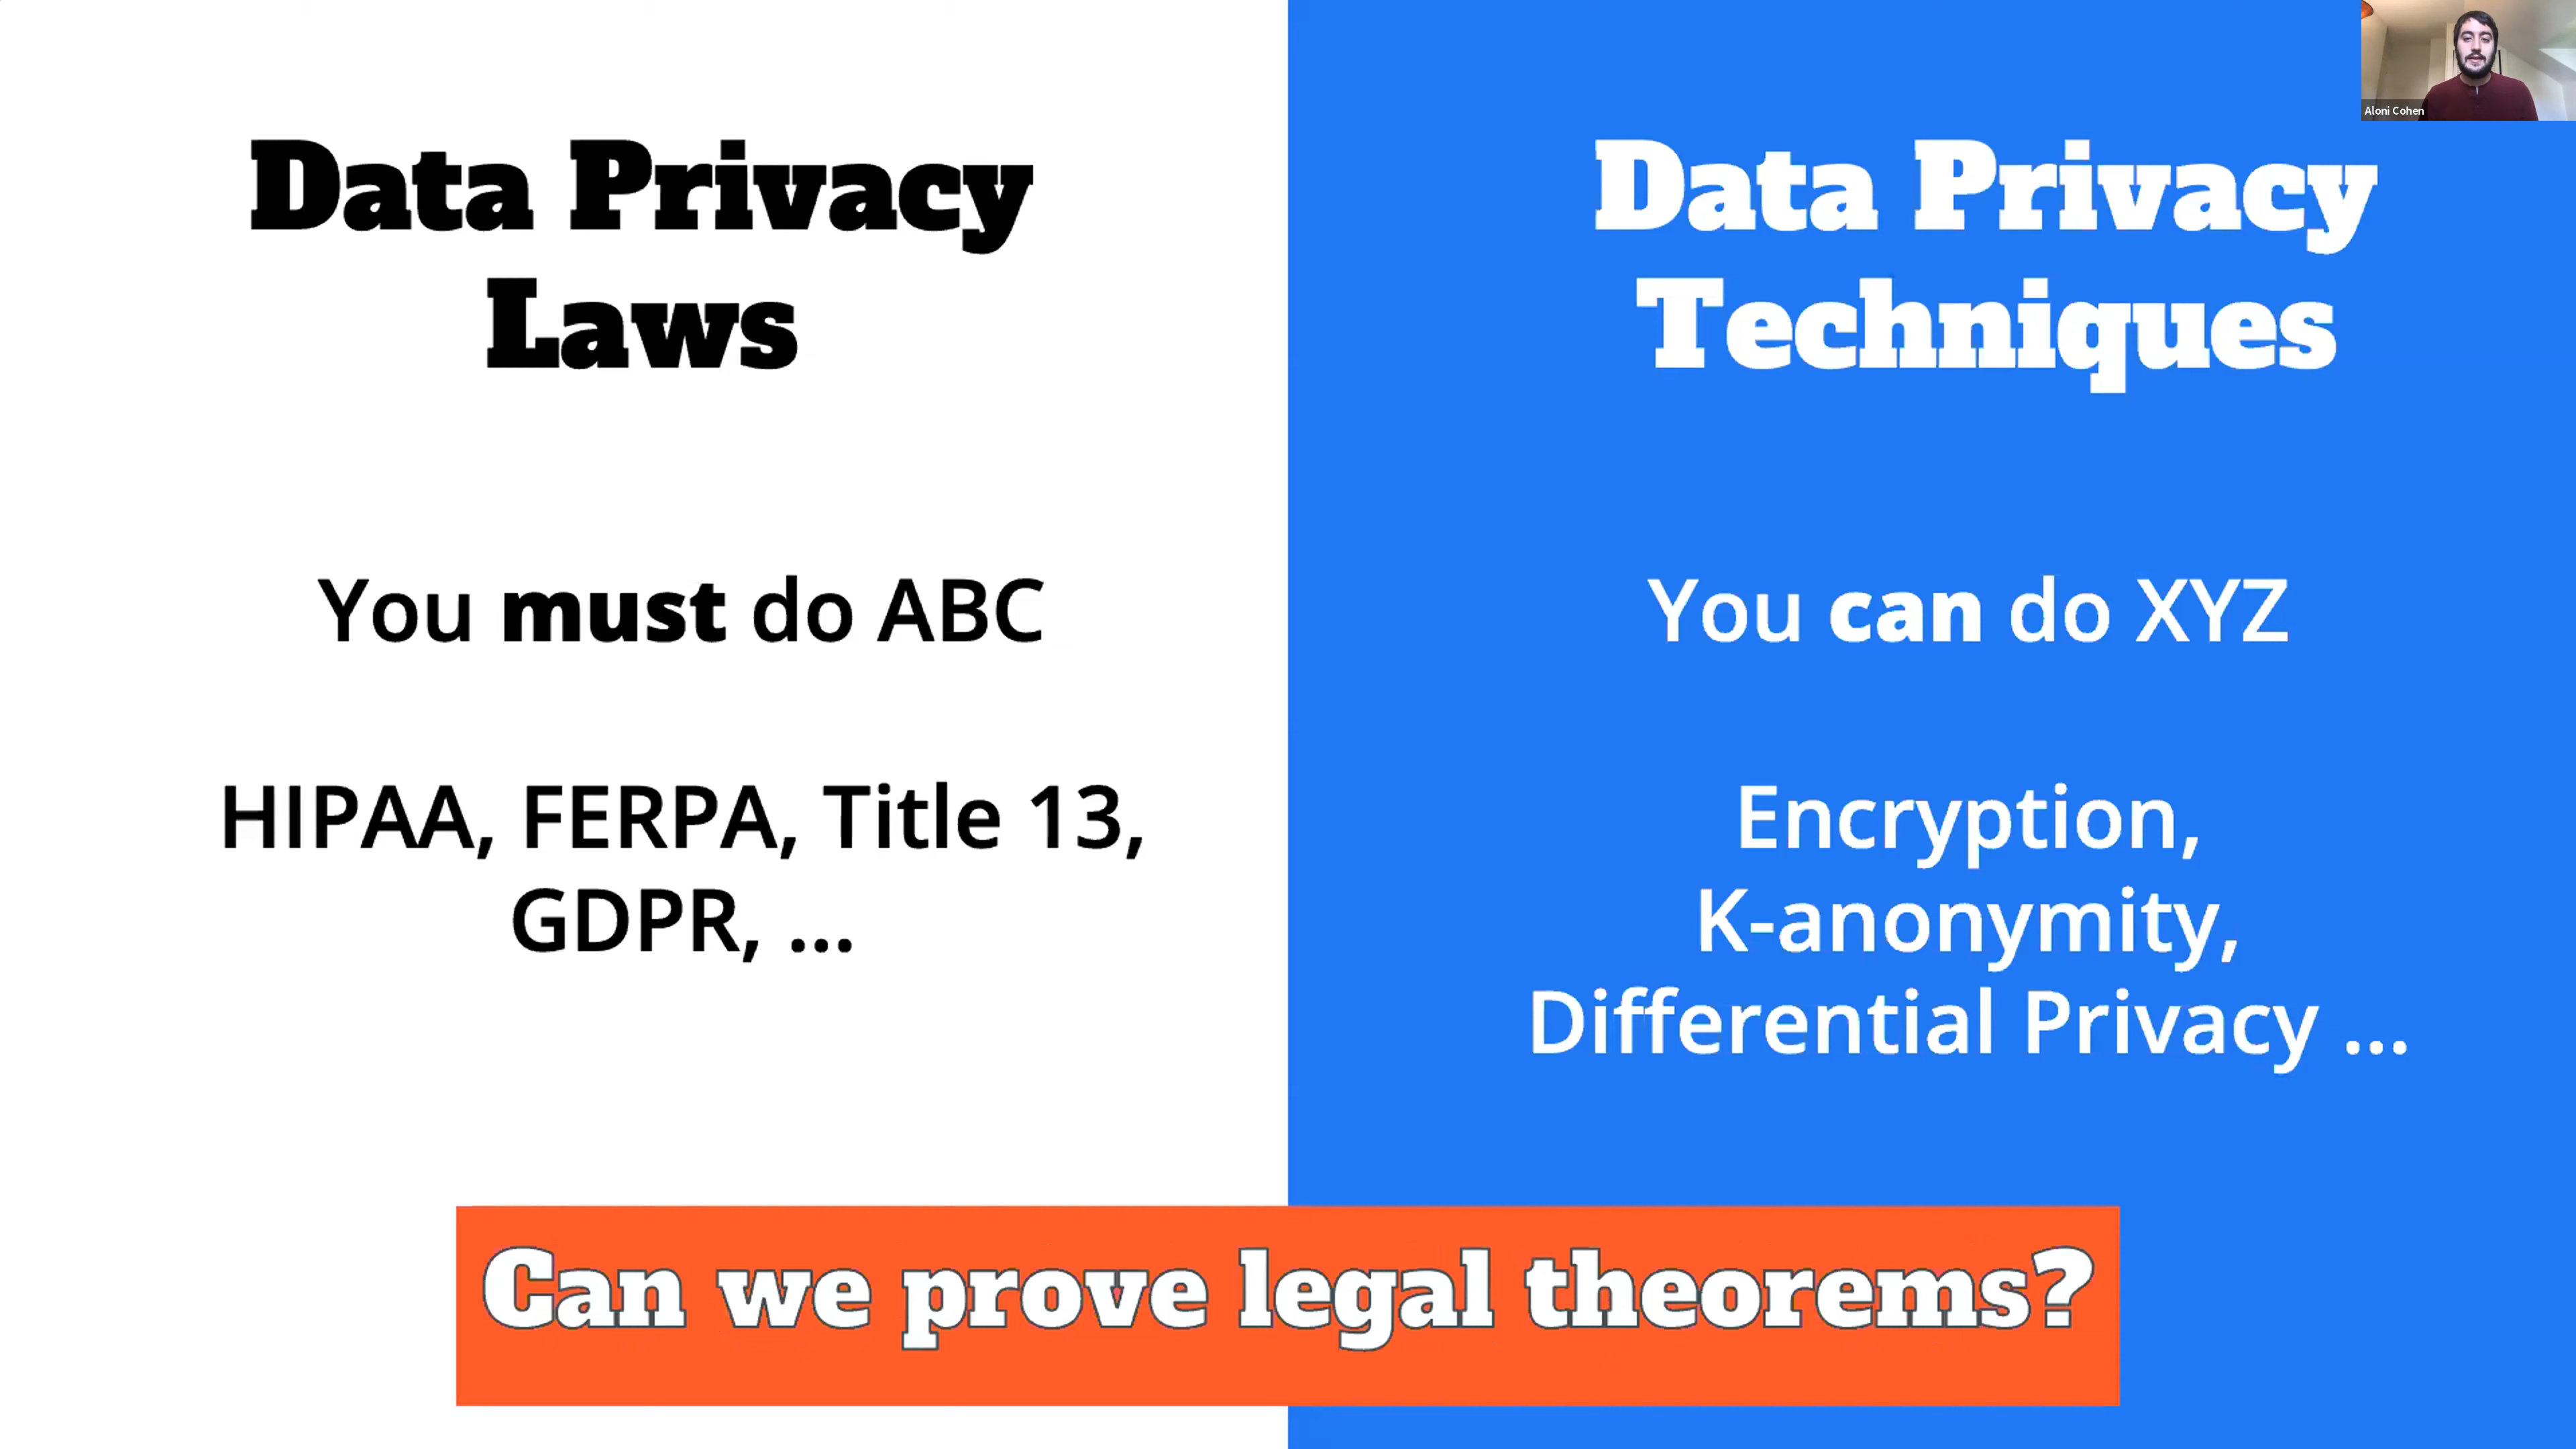 Data Privacy
Laws
You must do ABC
HIPAA, FERPA, Title 13,
GDPR, ...
Data Privacy
Techniques
You can do XYZ
Encryption,
K-anonymity,
Differential Privacy ...
Can we prove legal theorems?
Aloni Cohen